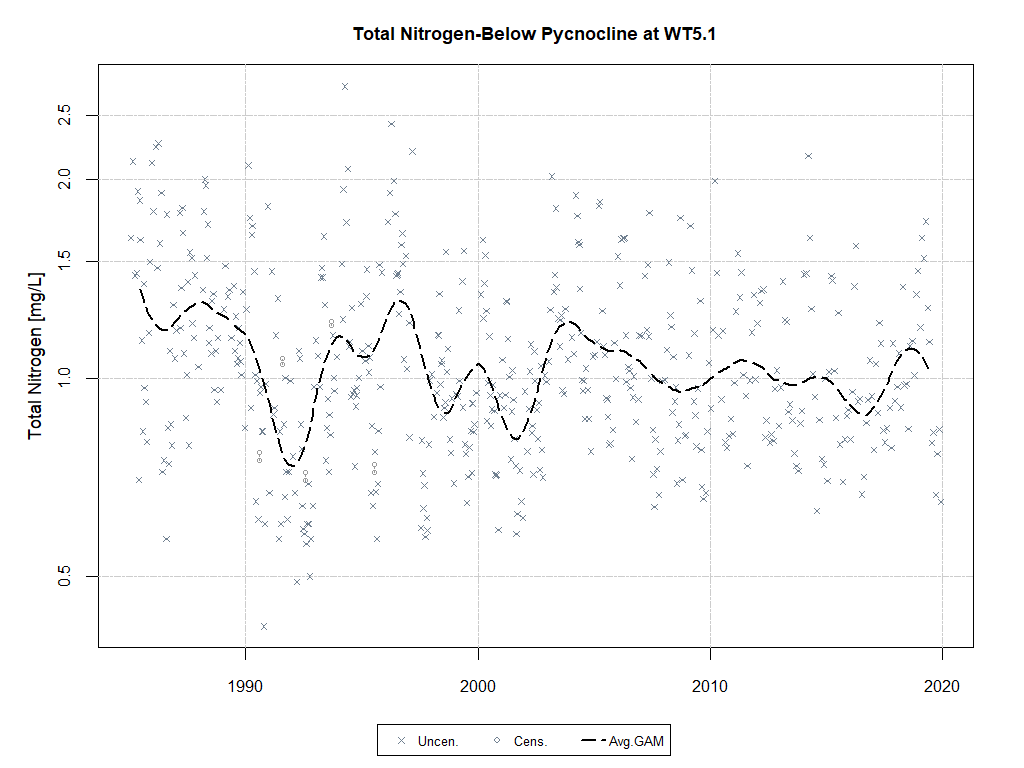 Total Nitrogen-Below Pycnocline at WT5.1
Total Nitrogen [mg/L]
2.5
2.0
1.5
1.0
0.5
1990 2000 2010 2020
Uncen. Cens. Avg.GAM